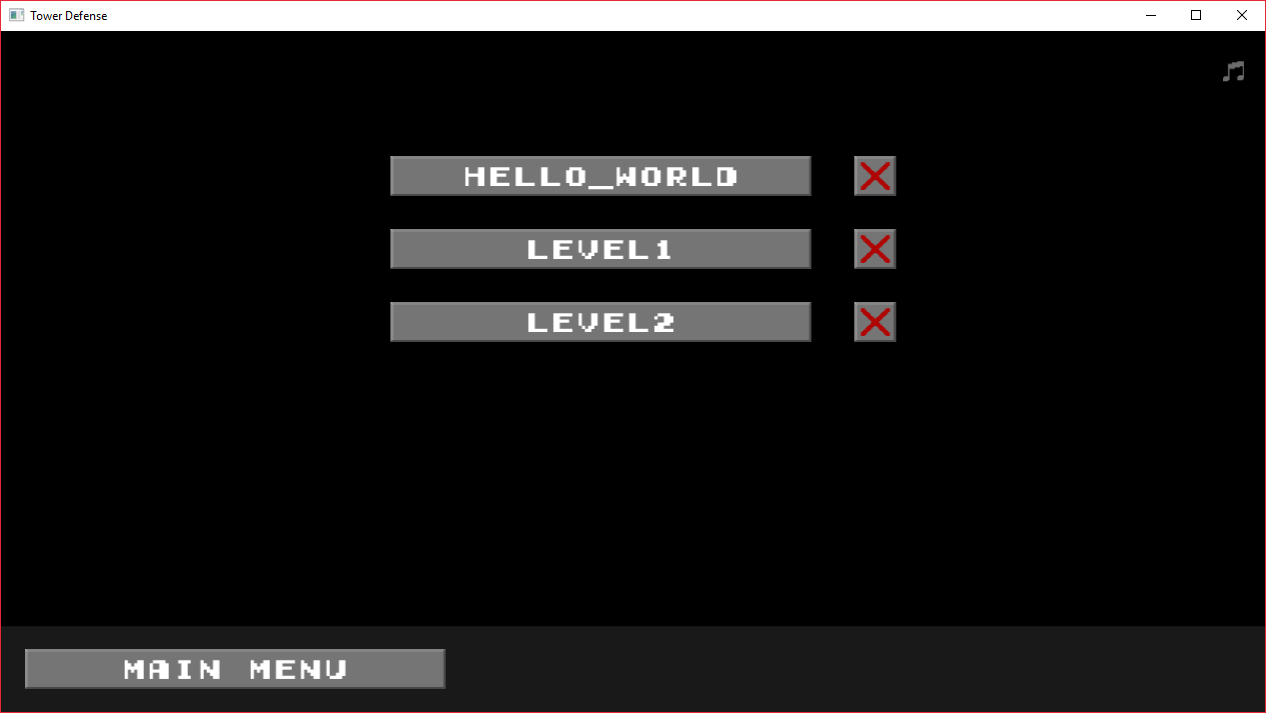 Tower Defense
HELLO_WORLD
LEVEL1
LEVEL2
MAIN MENU